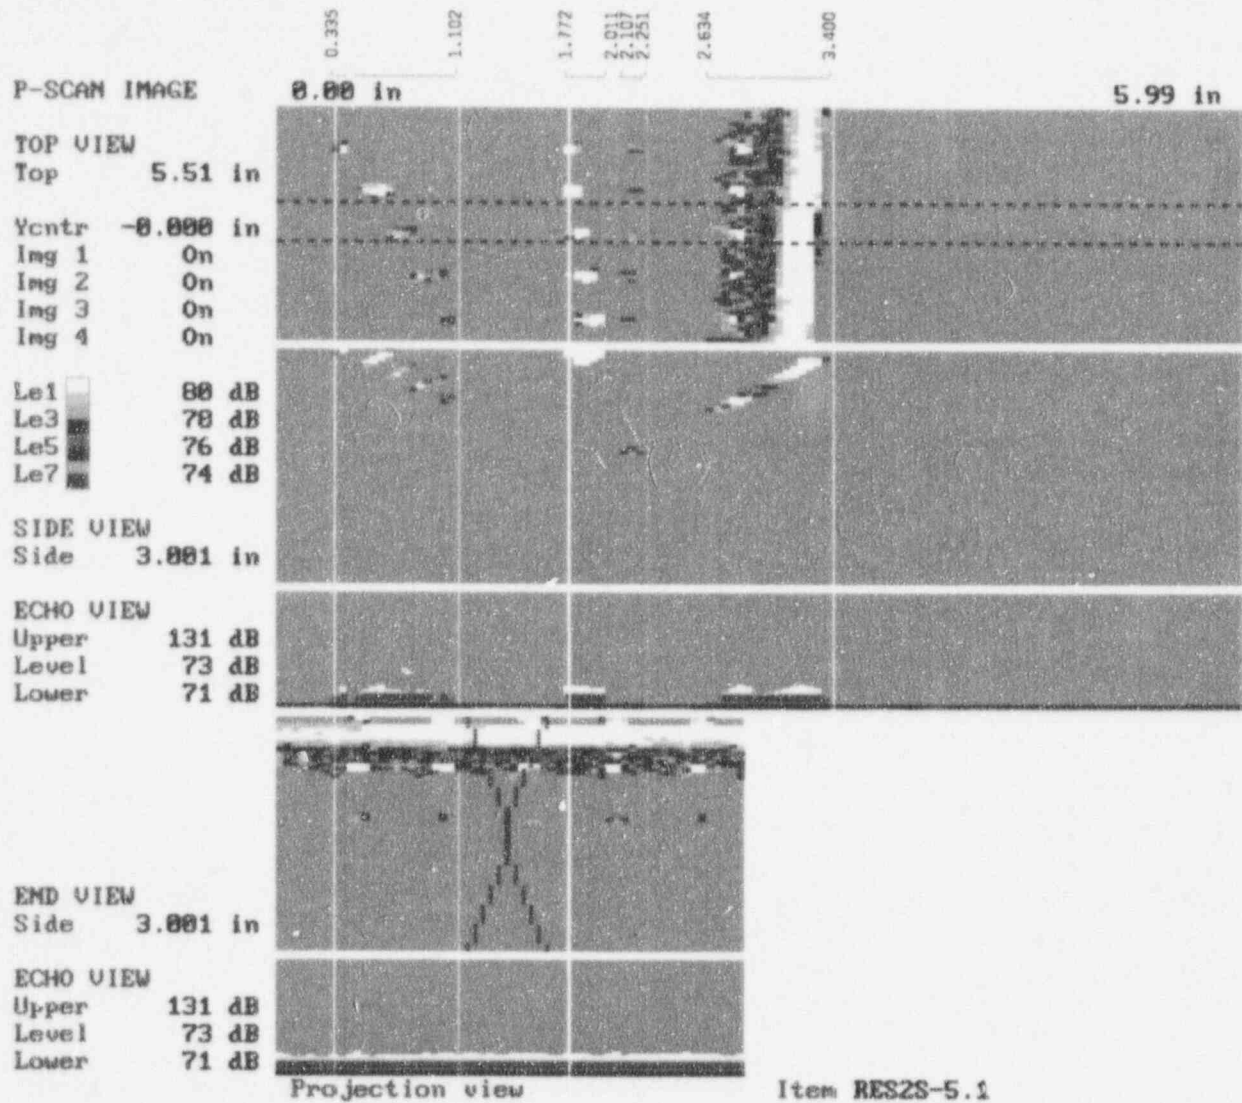 0.335
1.102
1.772
2.011
2.107
2.251
2.634
3.400
P-SCAN IMAGE
0.00 in
5.99 in
TOP VIEW
Top 5.51 in
Ycntr -0.000 in
Img 1 On
Img 2 On
Img 3 On
Img 4 On
Le1 80 dB
Le3 78 dB
Le5 76 dB
Le7 74 dB
SIDE VIEW
Side 3.001 in
ECHO VIEW
Upper 131 dB
Level 73 dB
Lower 71 dB
END VIEW
Side 3.001 in
ECHO VIEW
Upper 131 dB
Level 73 dB
Lower 71 dB
Projection view
Item RES2S-5.1